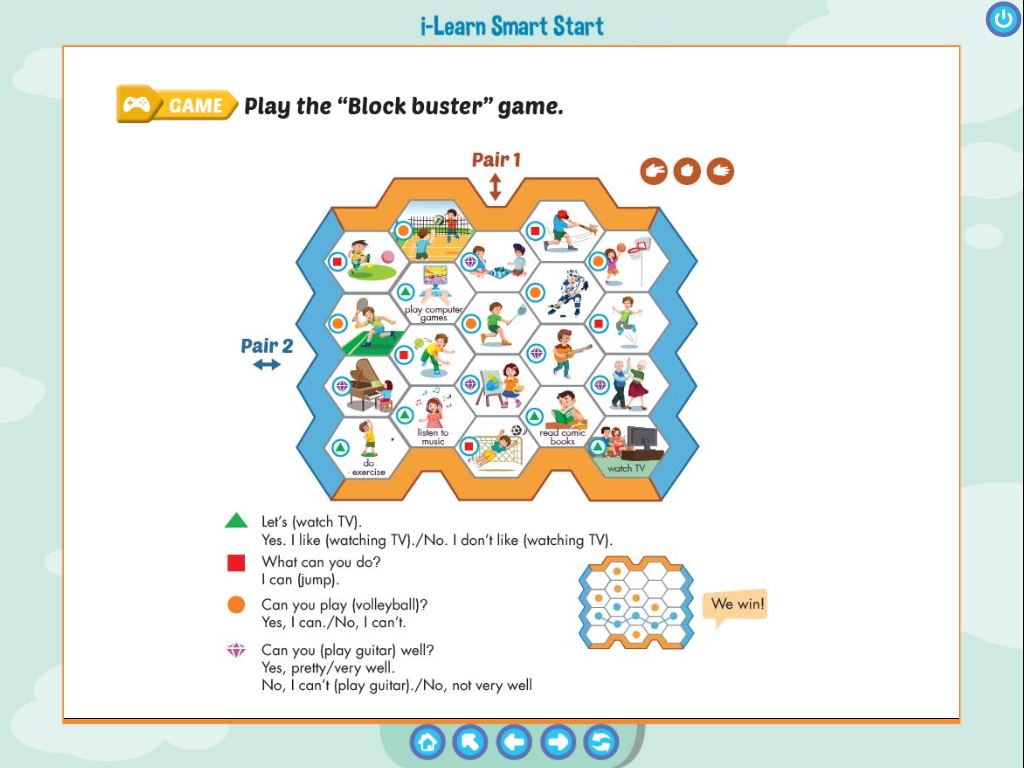 i-Learn Smart Start
GAME Play the “Block buster” game.
Pair 1
Pair 2
play computer
games
listen to
music
read comic
books
do
exercise
watch TV
Let's (watch TV).
Yes. I like (watching TV)./No. I don't like (watching TV).
What can you do?
I can (jump).
Can you play (volleyball)?
Yes, I can./No, I can't.
Can you (play guitar) well?
Yes, pretty/very well.
No, I can't (play guitar)./No, not very well
We win!